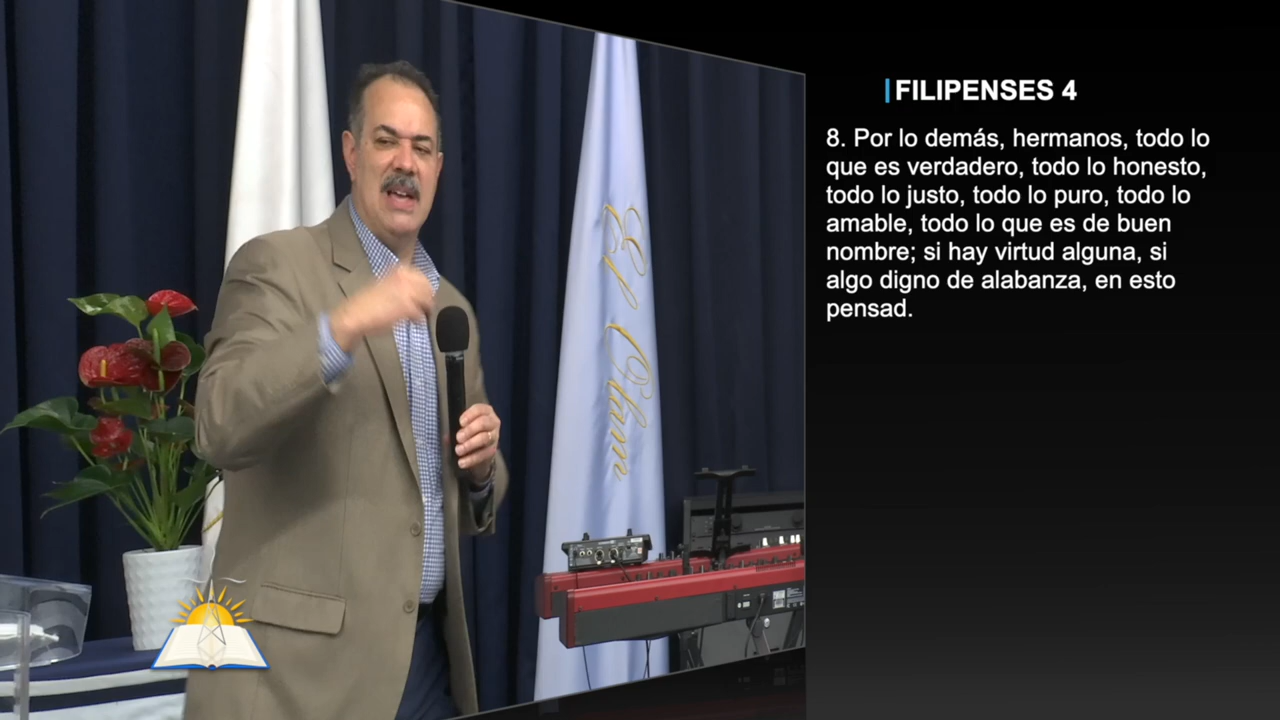 FILIPENSES 4
8. Por lo demás, hermanos, todo lo
que es verdadero, todo lo honesto,
todo lo justo, todo lo puro, todo lo
amable, todo lo que es de buen
nombre; si hay virtud alguna, si
algo digno de alabanza, en esto
pensad.
El Olam